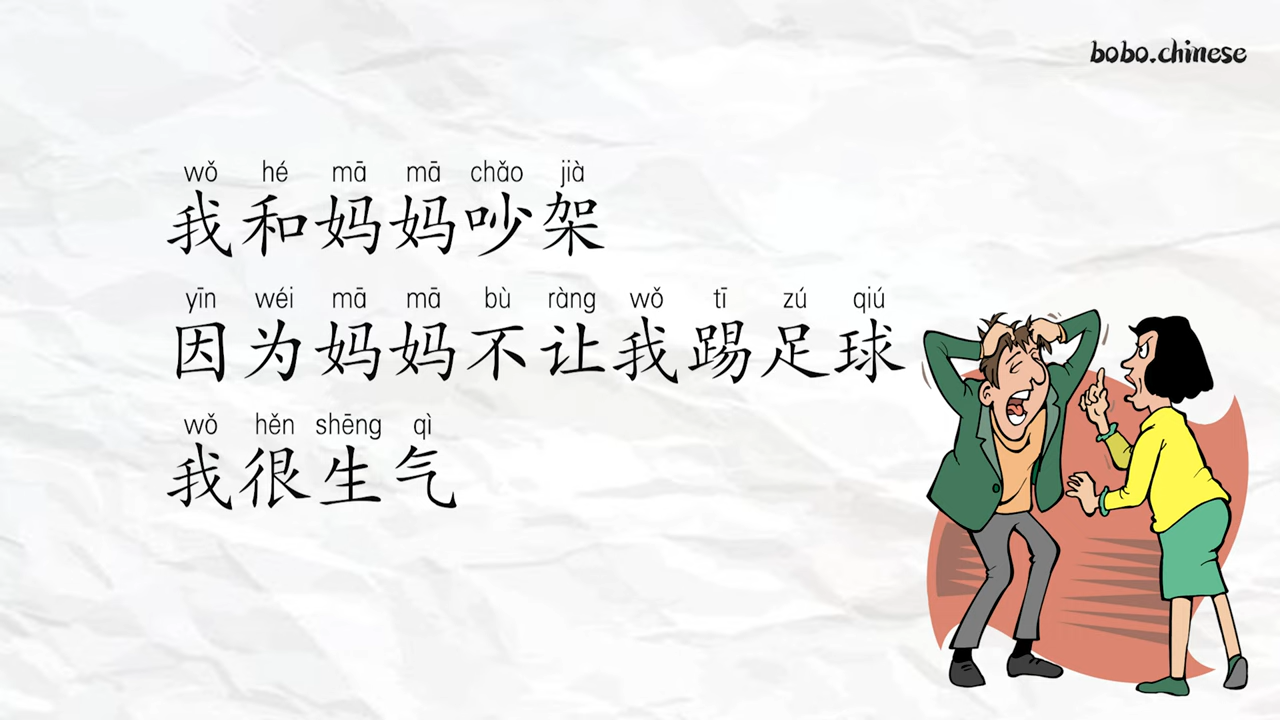 bobo.chinese
wǒ hé mā mā chǎo jià
我和妈妈吵架
yīn wéi mā mā bù ràng wǒ tī zú qiú
因为妈妈不让我踢足球
wǒ hěn shēng qì
我很生气